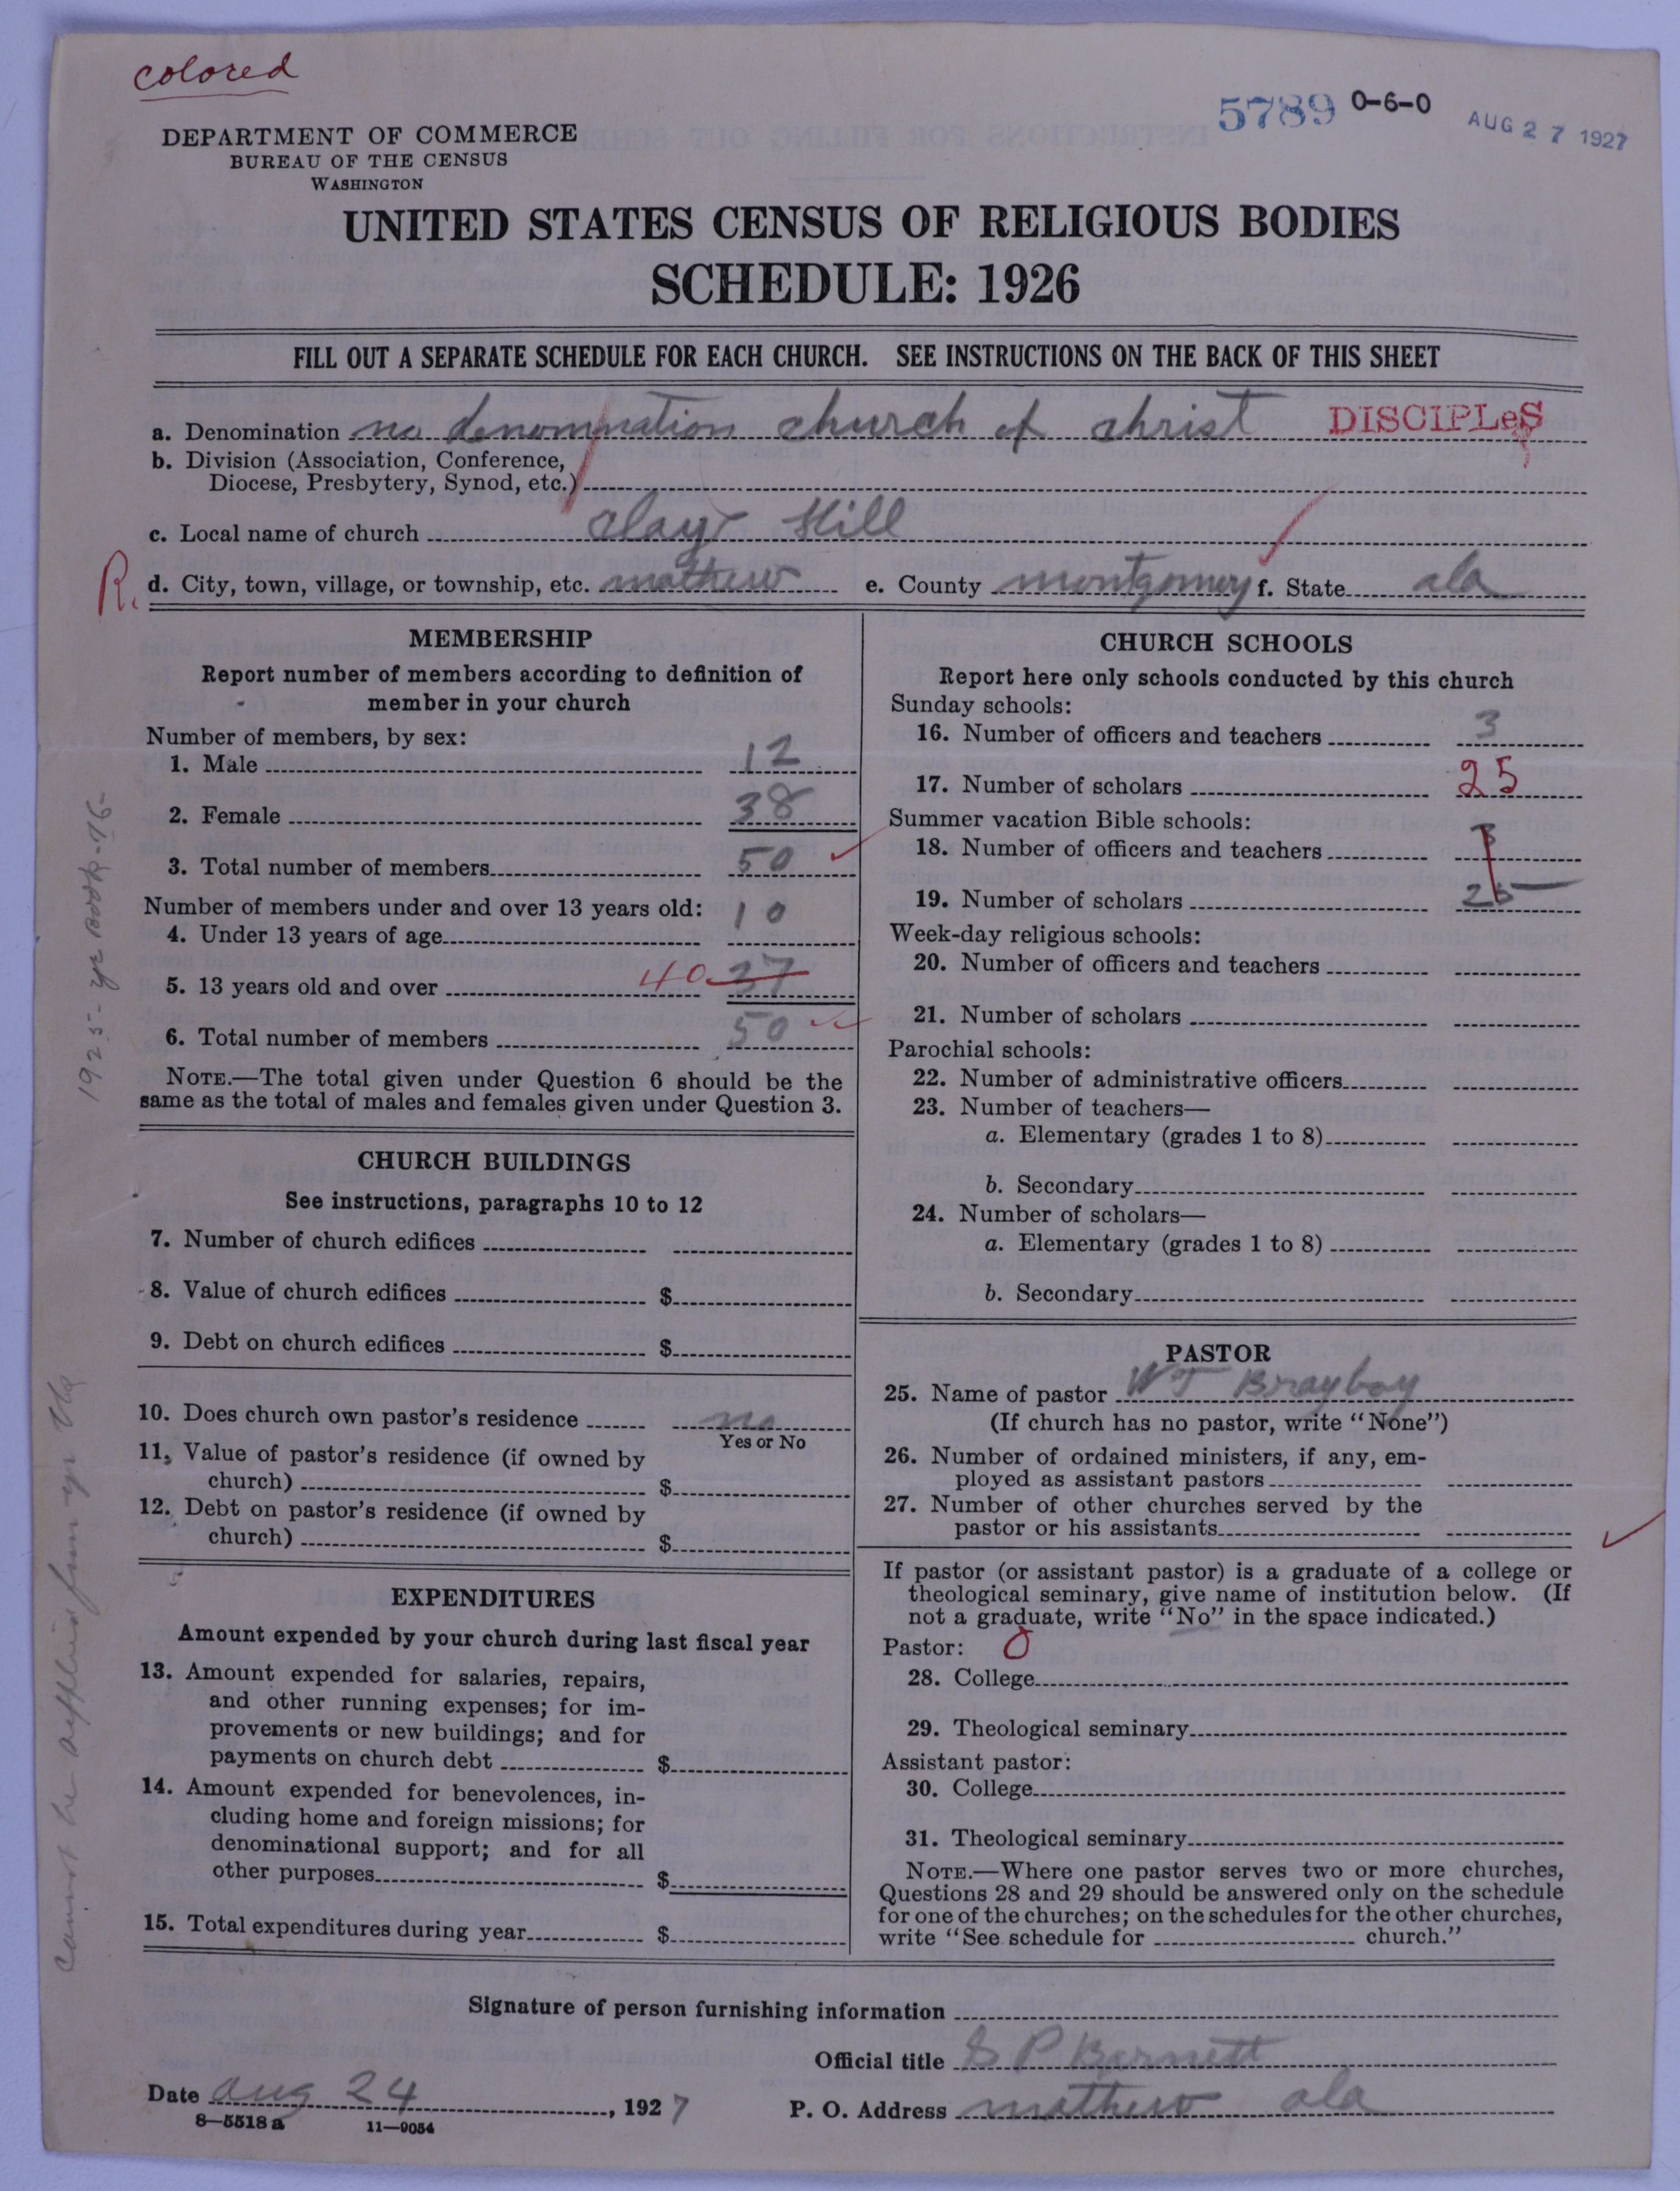 colored
5789 0-6-0 AUG 27 1927
DEPARTMENT OF COMMERCE
BUREAU OF THE CENSUS
WASHINGTON
UNITED STATES CENSUS OF RELIGIOUS BODIES
SCHEDULE: 1926
FILL OUT A SEPARATE SCHEDULE FOR EACH CHURCH. SEE INSTRUCTIONS ON THE BACK OF THIS SHEET
a. Denomination no denomination church of christ DISCIPLeS
b. Division (Association, Conference,
Diocese, Presbytery, Synod, etc.)
c. Local name of church Clay Hill
R. d. City, town, village, or township, etc. mathews e. County montgomery f. State ala
MEMBERSHIP
Report number of members according to definition of
member in your church
Number of members, by sex:
1. Male 12
2. Female 38
3. Total number of members 50
Number of members under and over 13 years old:
4. Under 13 years of age 10
5. 13 years old and over 40 37
6. Total number of members 50
NOTE.—The total given under Question 6 should be the
same as the total of males and females given under Question 3.
CHURCH BUILDINGS
See instructions, paragraphs 10 to 12
7. Number of church edifices
8. Value of church edifices $
9. Debt on church edifices $
10. Does church own pastor's residence no
Yes or No
11. Value of pastor's residence (if owned by
church) $
12. Debt on pastor's residence (if owned by
church) $
EXPENDITURES
Amount expended by your church during last fiscal year
13. Amount expended for salaries, repairs,
and other running expenses; for im-
provements or new buildings; and for
payments on church debt $
14. Amount expended for benevolences, in-
cluding home and foreign missions; for
denominational support; and for all
other purposes $
15. Total expenditures during year $
CHURCH SCHOOLS
Report here only schools conducted by this church
Sunday schools:
16. Number of officers and teachers 3
17. Number of scholars 25
Summer vacation Bible schools:
18. Number of officers and teachers 3
19. Number of scholars 25
Week-day religious schools:
20. Number of officers and teachers
21. Number of scholars
Parochial schools:
22. Number of administrative officers
23. Number of teachers—
a. Elementary (grades 1 to 8)
b. Secondary
24. Number of scholars—
a. Elementary (grades 1 to 8)
b. Secondary
PASTOR
25. Name of pastor W T Brayboy
(If church has no pastor, write "None")
26. Number of ordained ministers, if any, em-
ployed as assistant pastors
27. Number of other churches served by the
pastor or his assistants
If pastor (or assistant pastor) is a graduate of a college or
theological seminary, give name of institution below. (If
not a graduate, write "No" in the space indicated.)
Pastor: 0
28. College
29. Theological seminary
Assistant pastor:
30. College
31. Theological seminary
NOTE.—Where one pastor serves two or more churches,
Questions 28 and 29 should be answered only on the schedule
for one of the churches; on the schedules for the other churches,
write "See schedule for church."
Signature of person furnishing information
Official title S P Barnett
Date aug 24, 1927 P. O. Address mathews ala
8—5518 a 11—9054
1925- yr Book-76-
Cannot be supplied from yr Bk